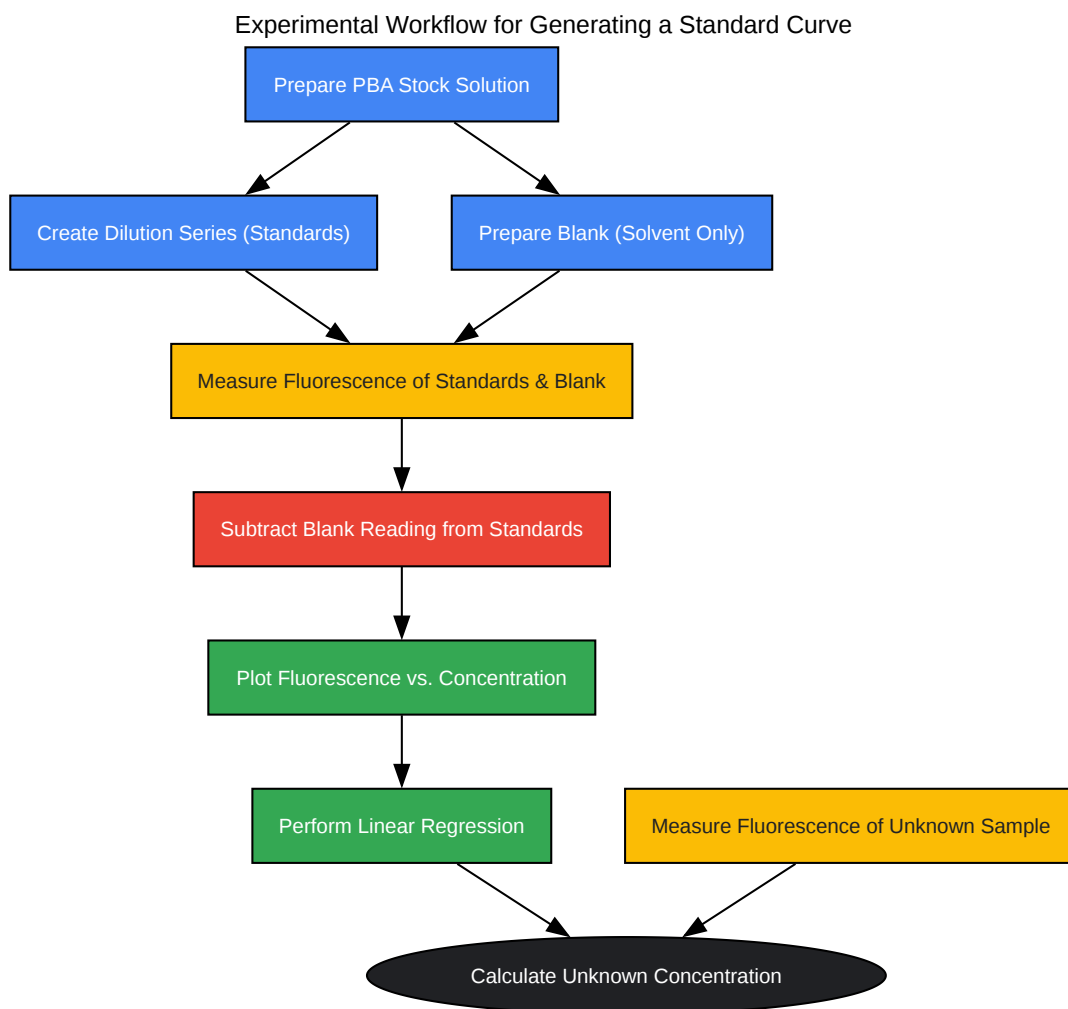 Experimental Workflow for Generating a Standard Curve
Prepare PBA Stock Solution
Create Dilution Series (Standards)
Prepare Blank (Solvent Only)
Measure Fluorescence of Standards & Blank
Subtract Blank Reading from Standards
Plot Fluorescence vs. Concentration
Perform Linear Regression
Measure Fluorescence of Unknown Sample
Calculate Unknown Concentration